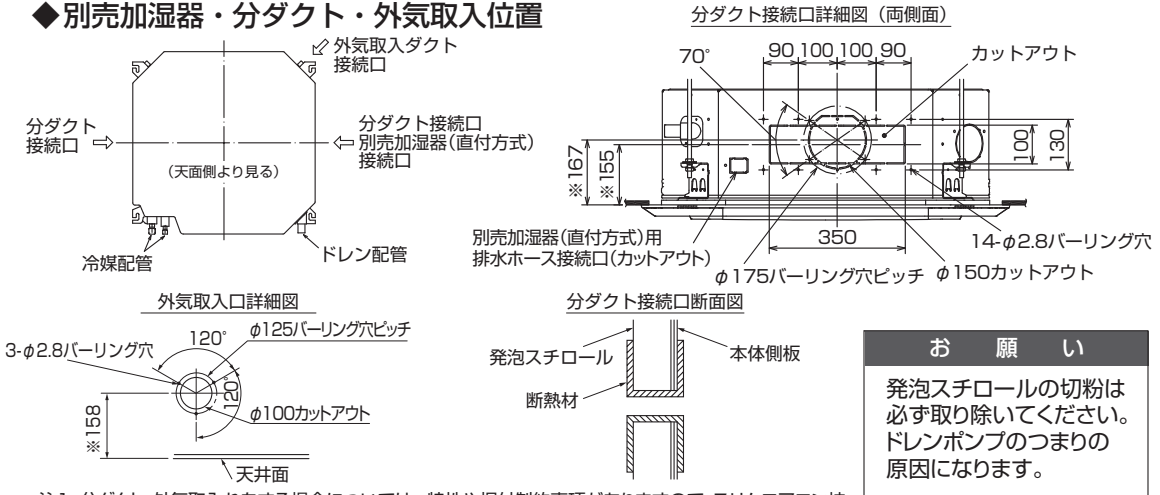 ◆別売加湿器・分ダクト・外気取入位置
外気取入ダクト
接続口
分ダクト
接続口
分ダクト接続口
別売加湿器(直付方式)
接続口
(天面側より見る)
冷媒配管
ドレン配管
分ダクト接続口詳細図(両側面)
70°
90 100 100 90
カットアウト
※167
※155
100
130
別売加湿器(直付方式)用
排水ホース接続口(カットアウト)
350
14-φ2.8バーリング穴
φ175バーリング穴ピッチ
φ150カットアウト
外気取入口詳細図
3-φ2.8バーリング穴
120°
φ125バーリング穴ピッチ
120°
φ100カットアウト
※158
天井面
分ダクト接続口断面図
発泡スチロール
本体側板
断熱材
お願い
発泡スチロールの切粉は
必ず取り除いてください。
ドレンポンプのつまりの
原因になります。